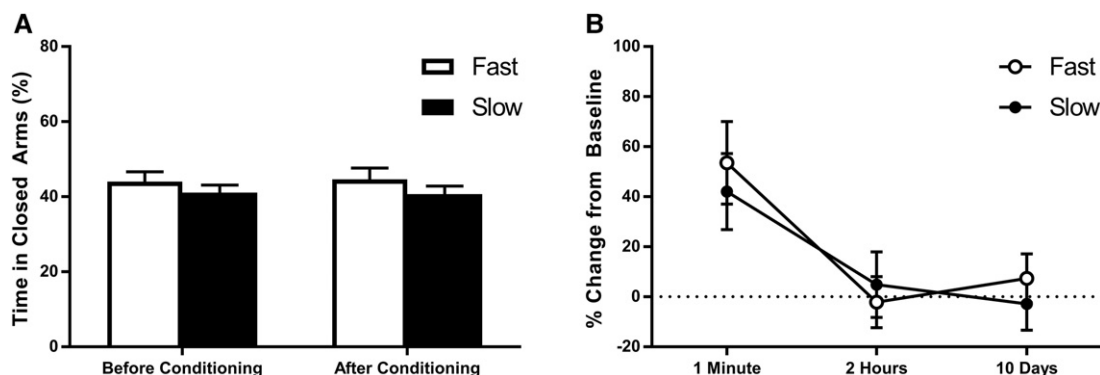 A
Time in Closed Arms (%)
80
60
40
20
0
Fast
Slow
Before Conditioning
After Conditioning
B
% Change from Baseline
100
80
60
40
20
0
-20
Fast
Slow
1 Minute
2 Hours
10 Days